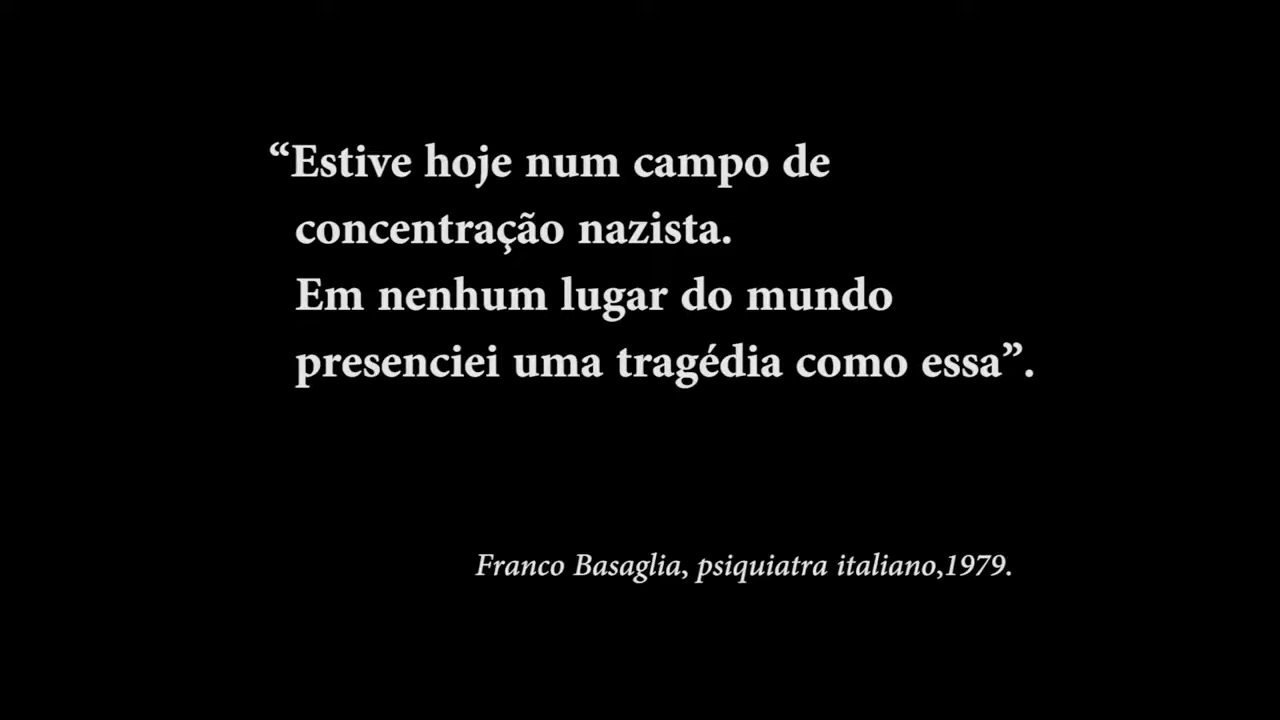 “Estive hoje num campo de
concentração nazista.
Em nenhum lugar do mundo
presenciei uma tragédia como essa”.
Franco Basaglia, psiquiatra italiano,1979.